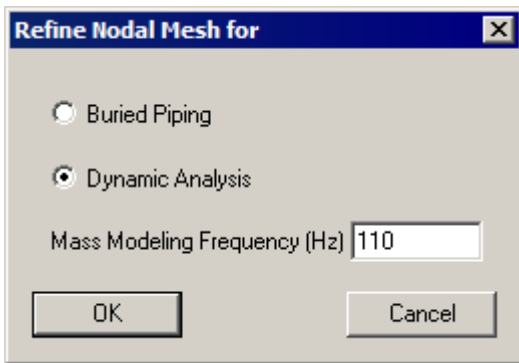 Refine Nodal Mesh for
Buried Piping
Dynamic Analysis
Mass Modeling Frequency (Hz) 110
OK Cancel